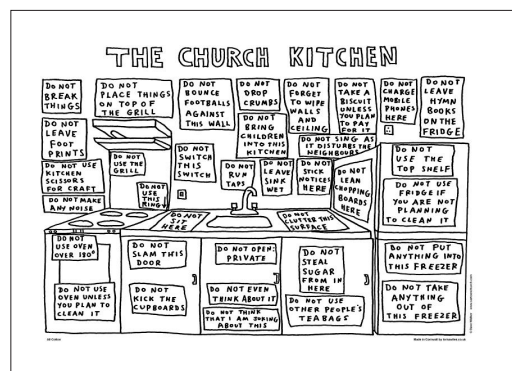 THE CHURCH KITCHEN
DO NOT
BREAK
THINGS
DO NOT
PLACE THINGS
ON TOP OF
THE GRILL
DO NOT
BOUNCE
FOOTBALLS
AGAINST
THIS WALL
DO NOT
DROP
CRUMBS
DO NOT
FORGET
TO WIPE
WALLS
AND
CEILING
DO NOT
TAKE A
BISCUIT
UNLESS
YOU PLAN
TO PAY
FOR IT
DO NOT
CHARGE
MOBILE
PHONES
HERE
DO NOT
LEAVE
HYMN
BOOKS
ON THE
FRIDGE
DO NOT
LEAVE
FOOT
PRINTS
DO NOT
BRING
CHILDREN
INTO THIS
KITCHEN
DO NOT SING AS
IT DISTURBS THE
NEIGHBOURS
DO NOT USE
KITCHEN
SCISSORS
FOR CRAFT
DO NOT
USE THE
GRILL
DO NOT
SWITCH
THIS
SWITCH
DO NOT
RUN
TAPS
DO NOT
LEAVE
SINK
WET
DO NOT
STICK
NOTICES
HERE
DO NOT
LEAN
CHOPPING
BOARDS
HERE
DO NOT
USE THE
TOP SHELF
DO NOT MAKE
ANY NOISE
DO NOT
USE
THIS
RING
DO NOT
SIT
HERE
DO NOT
CLUTTER THIS
SURFACE
DO NOT USE
FRIDGE IF
YOU ARE NOT
PLANNING
TO CLEAN IT
DO NOT
USE OVEN
OVER 180°
DO NOT
SLAM THIS
DOOR
DO NOT OPEN:
PRIVATE
DO NOT
STEAL
SUGAR
FROM IN
HERE
DO NOT PUT
ANYTHING INTO
THIS FREEZER
DO NOT
USE OVEN UNLESS
YOU PLAN TO
CLEAN IT
DO NOT
KICK THE
CUPBOARDS
DO NOT EVEN
THINK ABOUT IT
DO NOT THINK
THAT I AM JOKING
ABOUT THIS
DO NOT USE
OTHER PEOPLE'S
TEABAGS
DO NOT TAKE
ANYTHING
OUT OF
THIS FREEZER